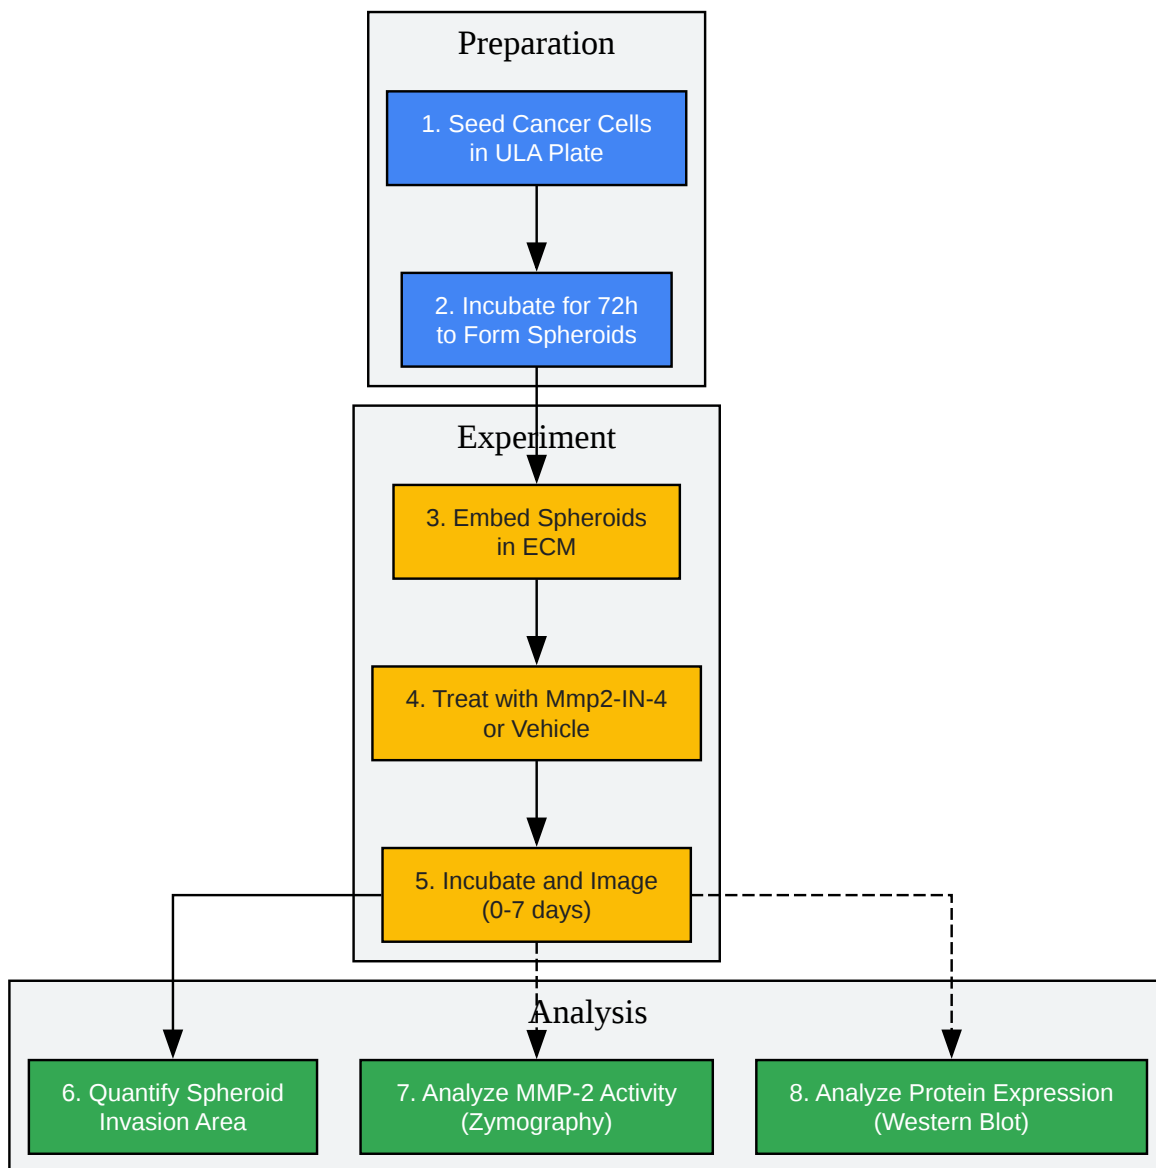 Preparation
1. Seed Cancer Cells
in ULA Plate
2. Incubate for 72h
to Form Spheroids
Experiment
3. Embed Spheroids
in ECM
4. Treat with Mmp2-IN-4
or Vehicle
5. Incubate and Image
(0-7 days)
Analysis
6. Quantify Spheroid
Invasion Area
7. Analyze MMP-2 Activity
(Zymography)
8. Analyze Protein Expression
(Western Blot)